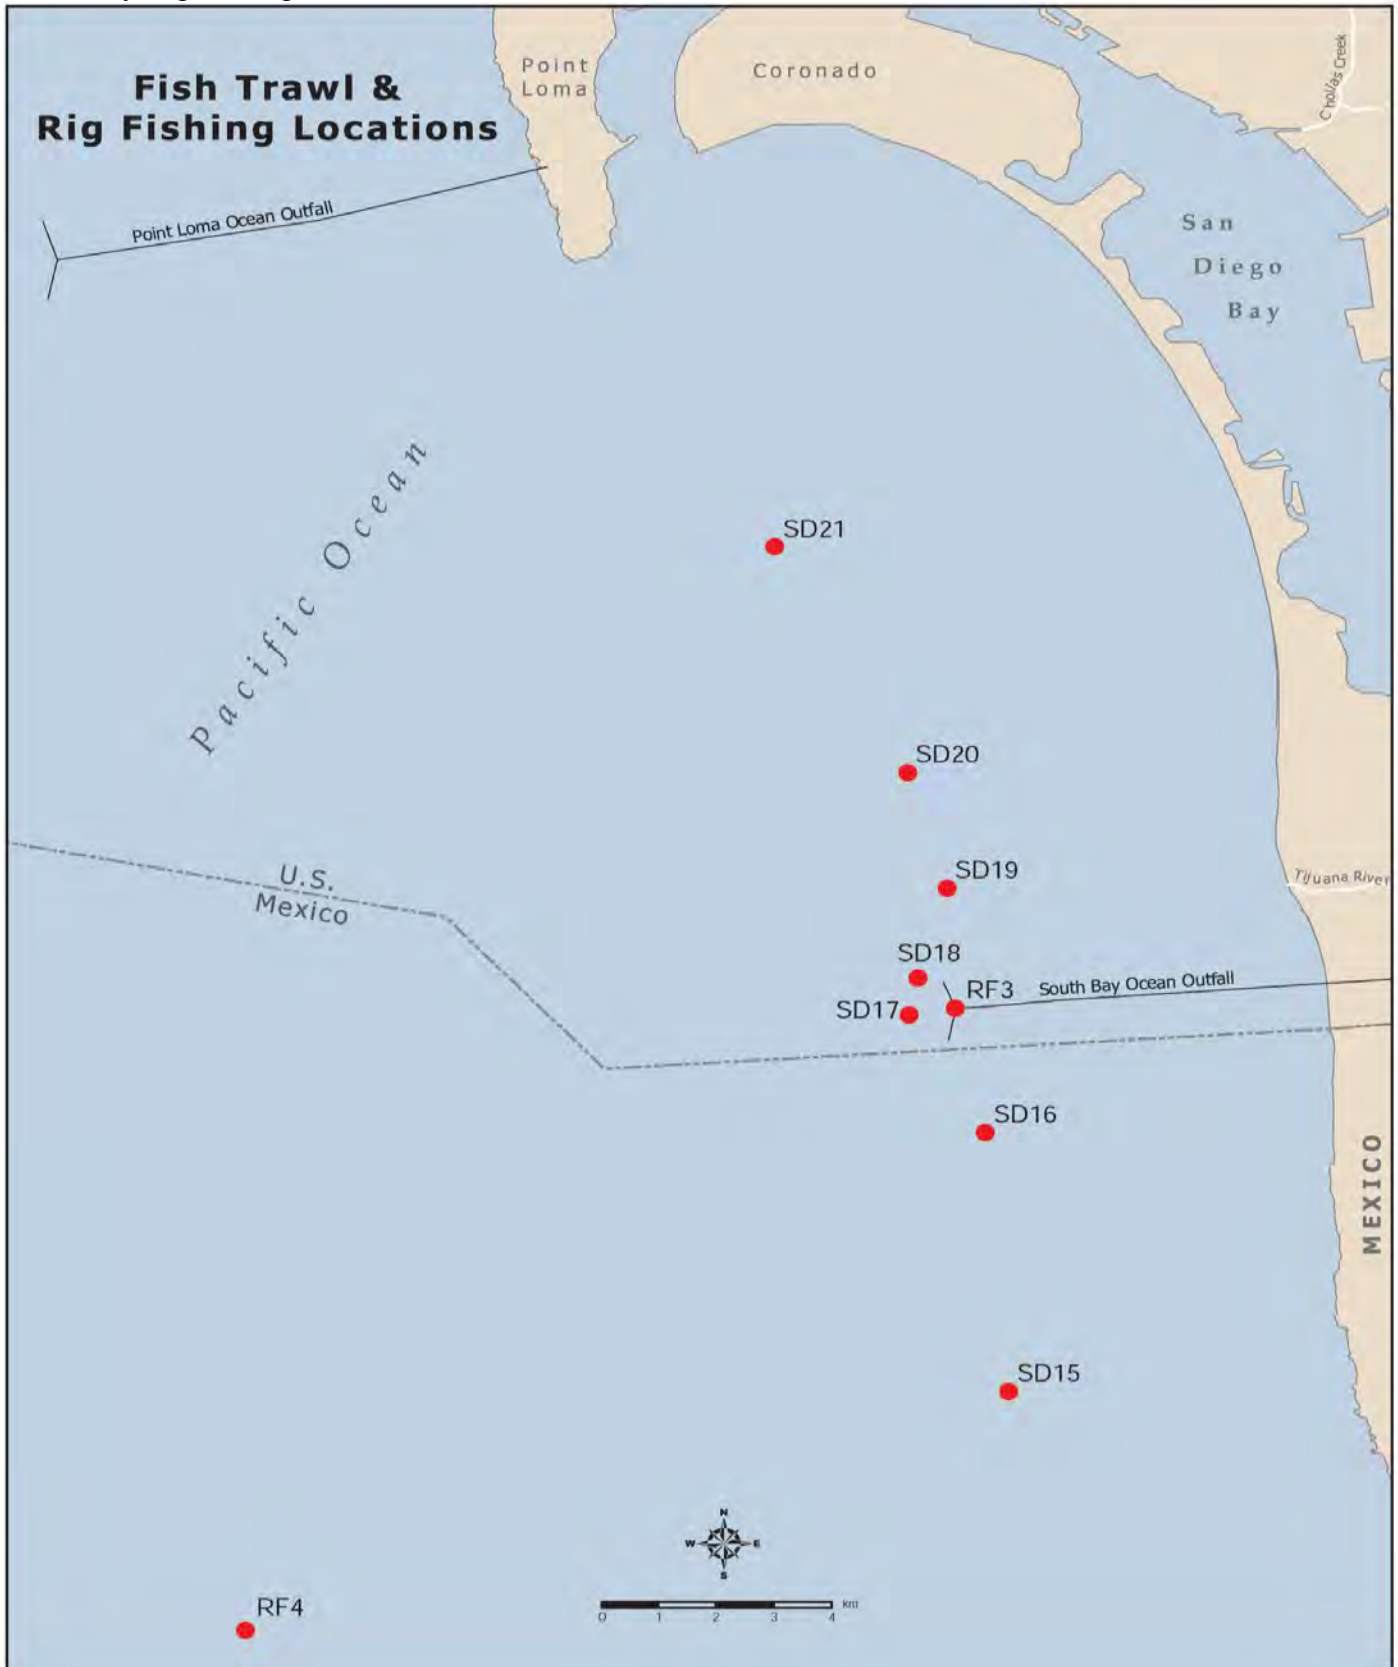 Fish Trawl &
Rig Fishing Locations
Point
Loma
Coronado
Chollas Creek
Point Loma Ocean Outfall
San
Diego
Bay
Pacific Ocean
SD21
SD20
U.S.
Mexico
SD19
Tijuana River
SD18
RF3
South Bay Ocean Outfall
SD17
SD16
MEXICO
SD15
N
W
E
S
RF4
0 1 2 3 4 km